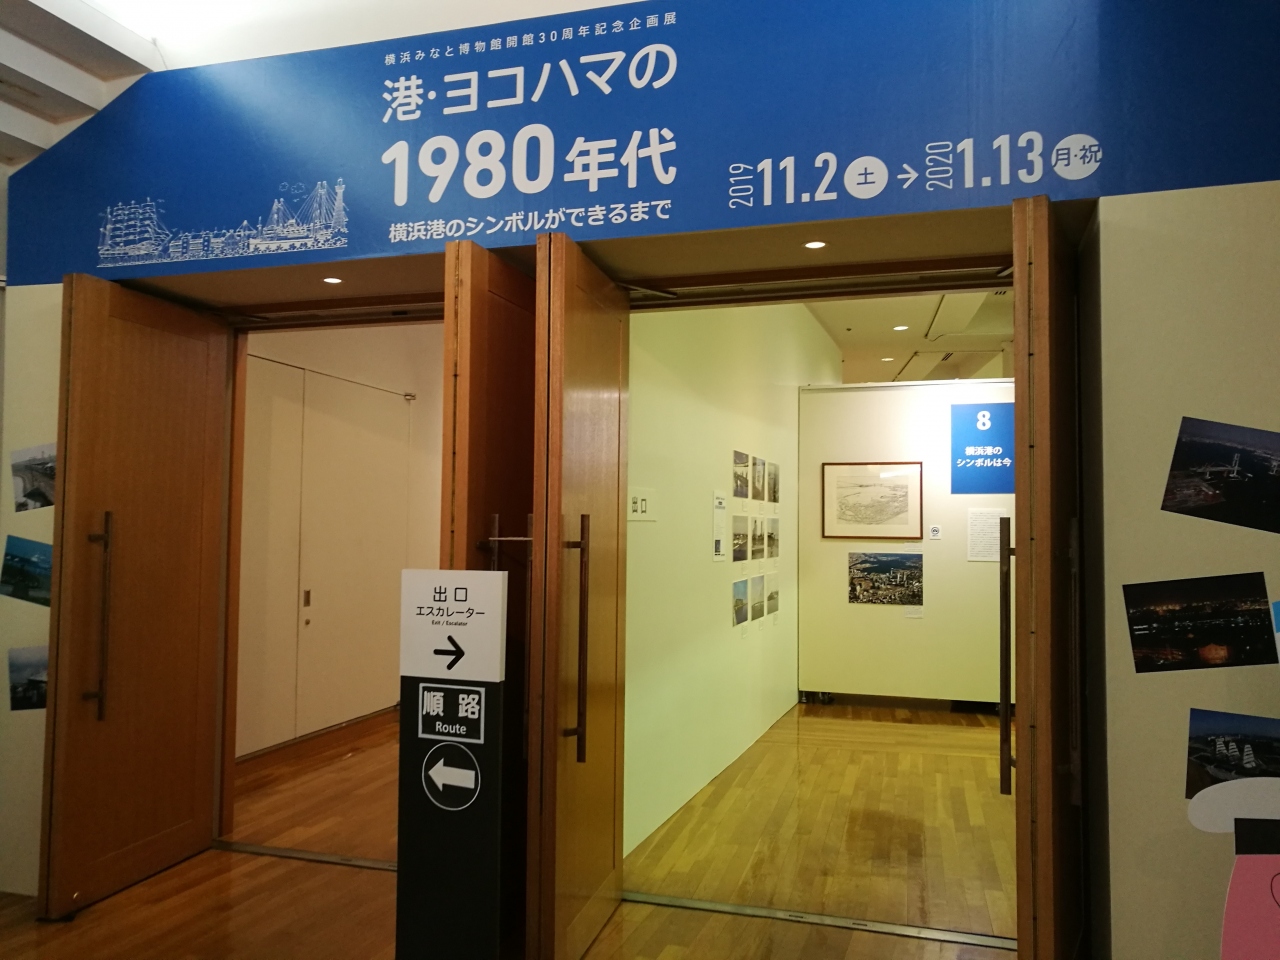 横浜みなと博物館開館30周年記念企画展
港・ヨコハマの
1980年代
横浜港のシンボルができるまで
2019 11.2 土 → 2020 1.13 月・祝
8
横浜港の
シンボルは今
出口
出口
エスカレーター
Exit / Escalator
順路
Route